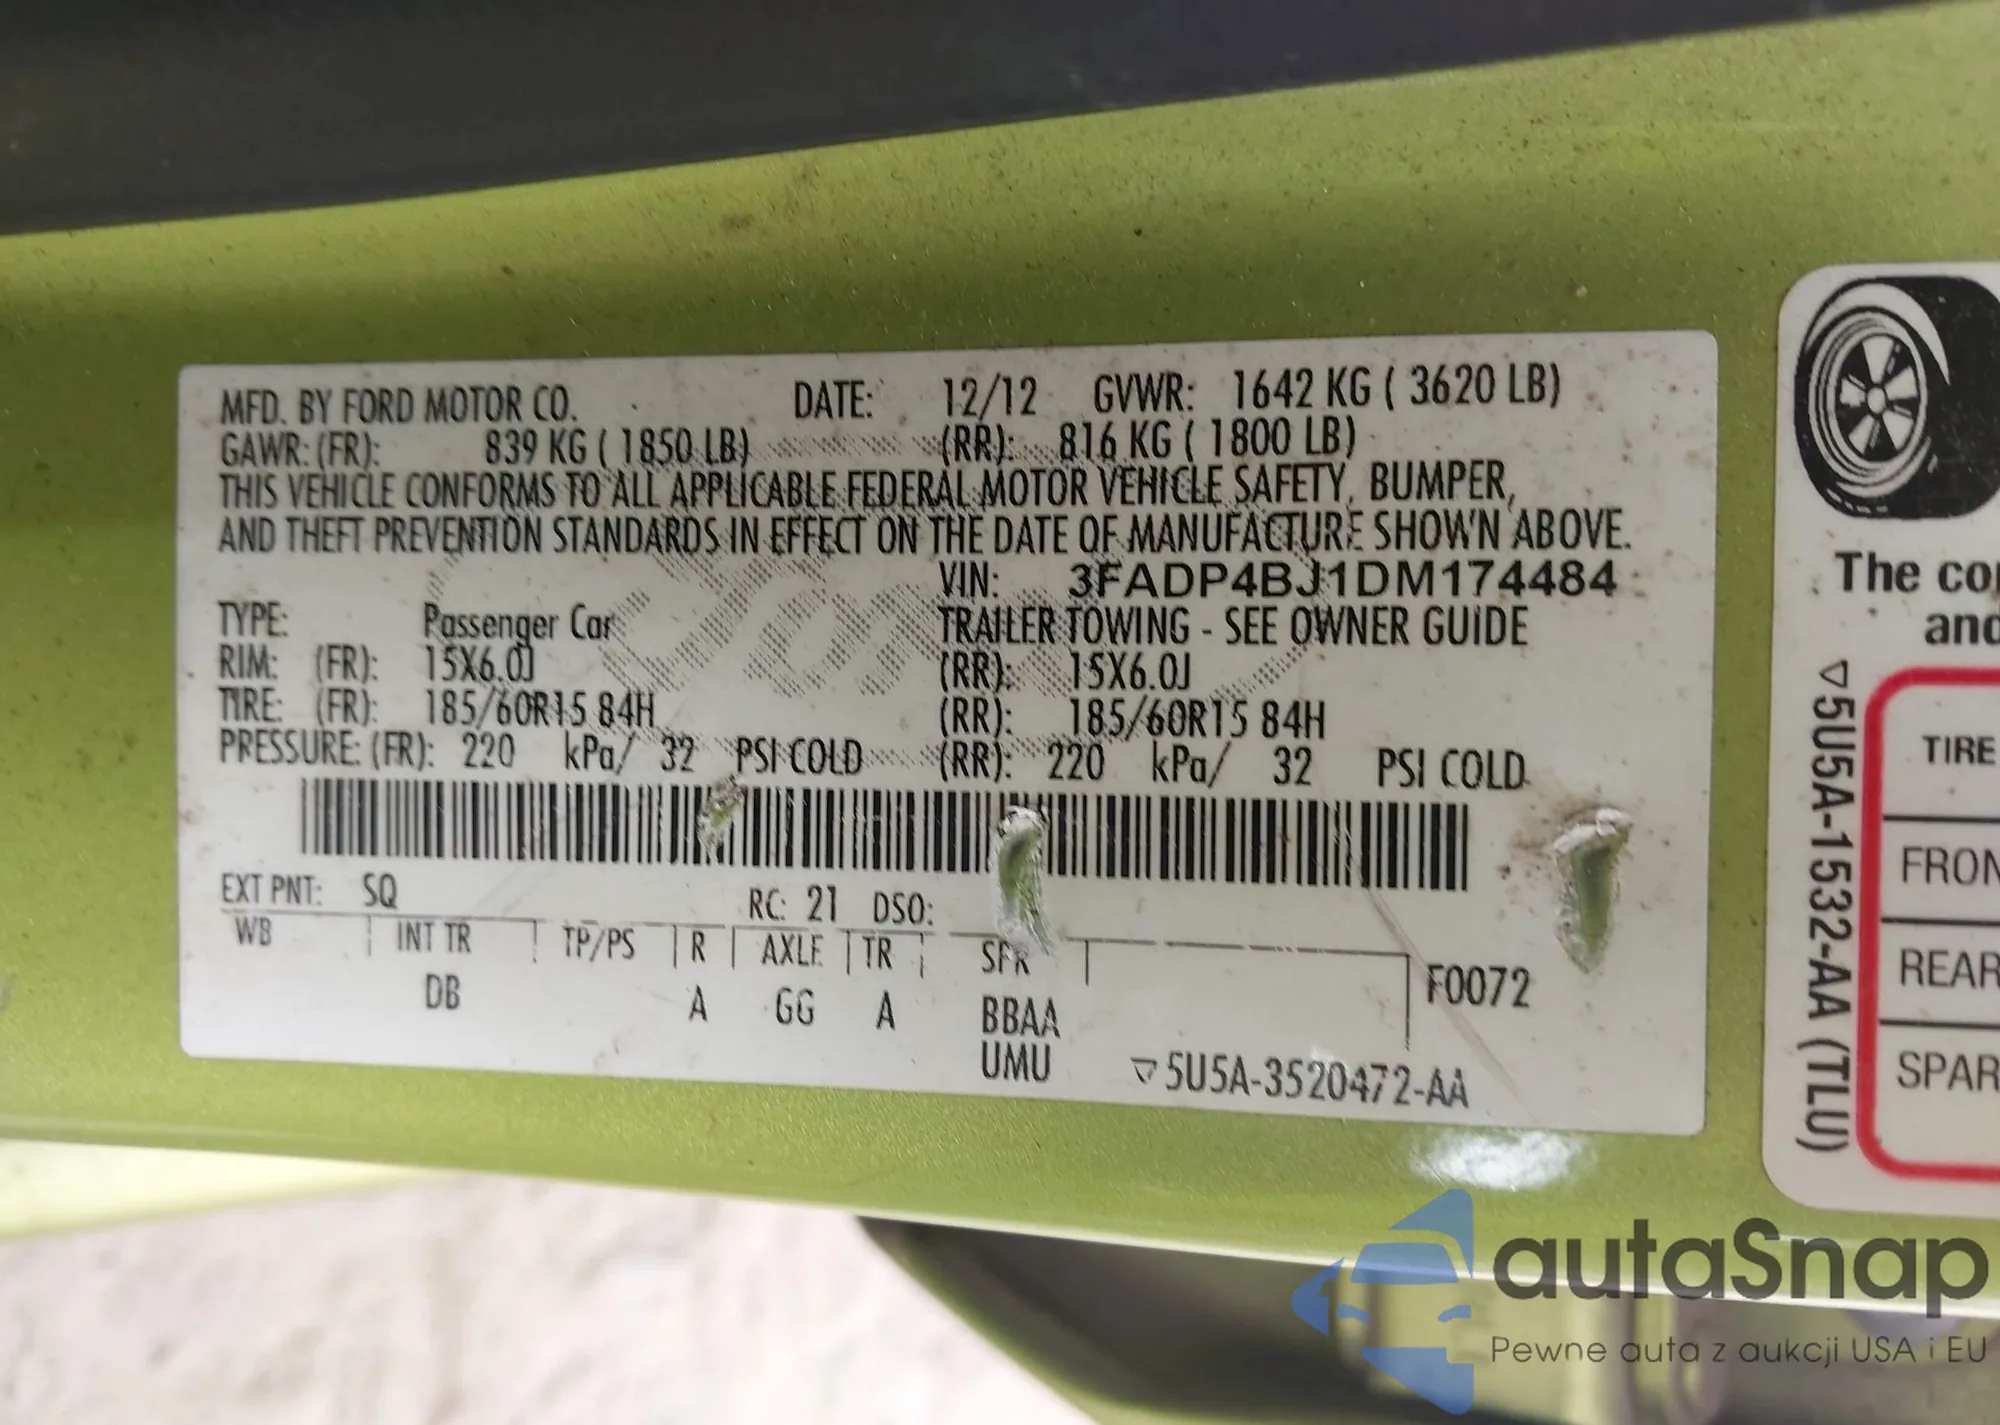 MFD. BY FORD MOTOR CO. DATE: 12/12 GVWR: 1642 KG ( 3620 LB)
GAWR: (FR): 839 KG ( 1850 LB) (RR): 816 KG ( 1800 LB)
THIS VEHICLE CONFORMS TO ALL APPLICABLE FEDERAL MOTOR VEHICLE SAFETY, BUMPER,
AND THEFT PREVENTION STANDARDS IN EFFECT ON THE DATE OF MANUFACTURE SHOWN ABOVE.
VIN: 3FADP4BJ1DM174484
TYPE: Passenger Car TRAILER TOWING - SEE OWNER GUIDE
RIM: (FR): 15X6.0J (RR): 15X6.0J
TIRE: (FR): 185/60R15 84H (RR): 185/60R15 84H
PRESSURE: (FR): 220 kPa/ 32 PSI COLD (RR): 220 kPa/ 32 PSI COLD
EXT PNT: SQ RC: 21 DSO:
WB INT TR TP/PS R AXLE TR SPR
DB A GG A BBAA F0072
UMU ▽5U5A-3520472-AA
The
and
▽5U5A-1532-AA (TLU)
TIRE
REAR
autaSnap
Pewne auta z aukcji USA i EU